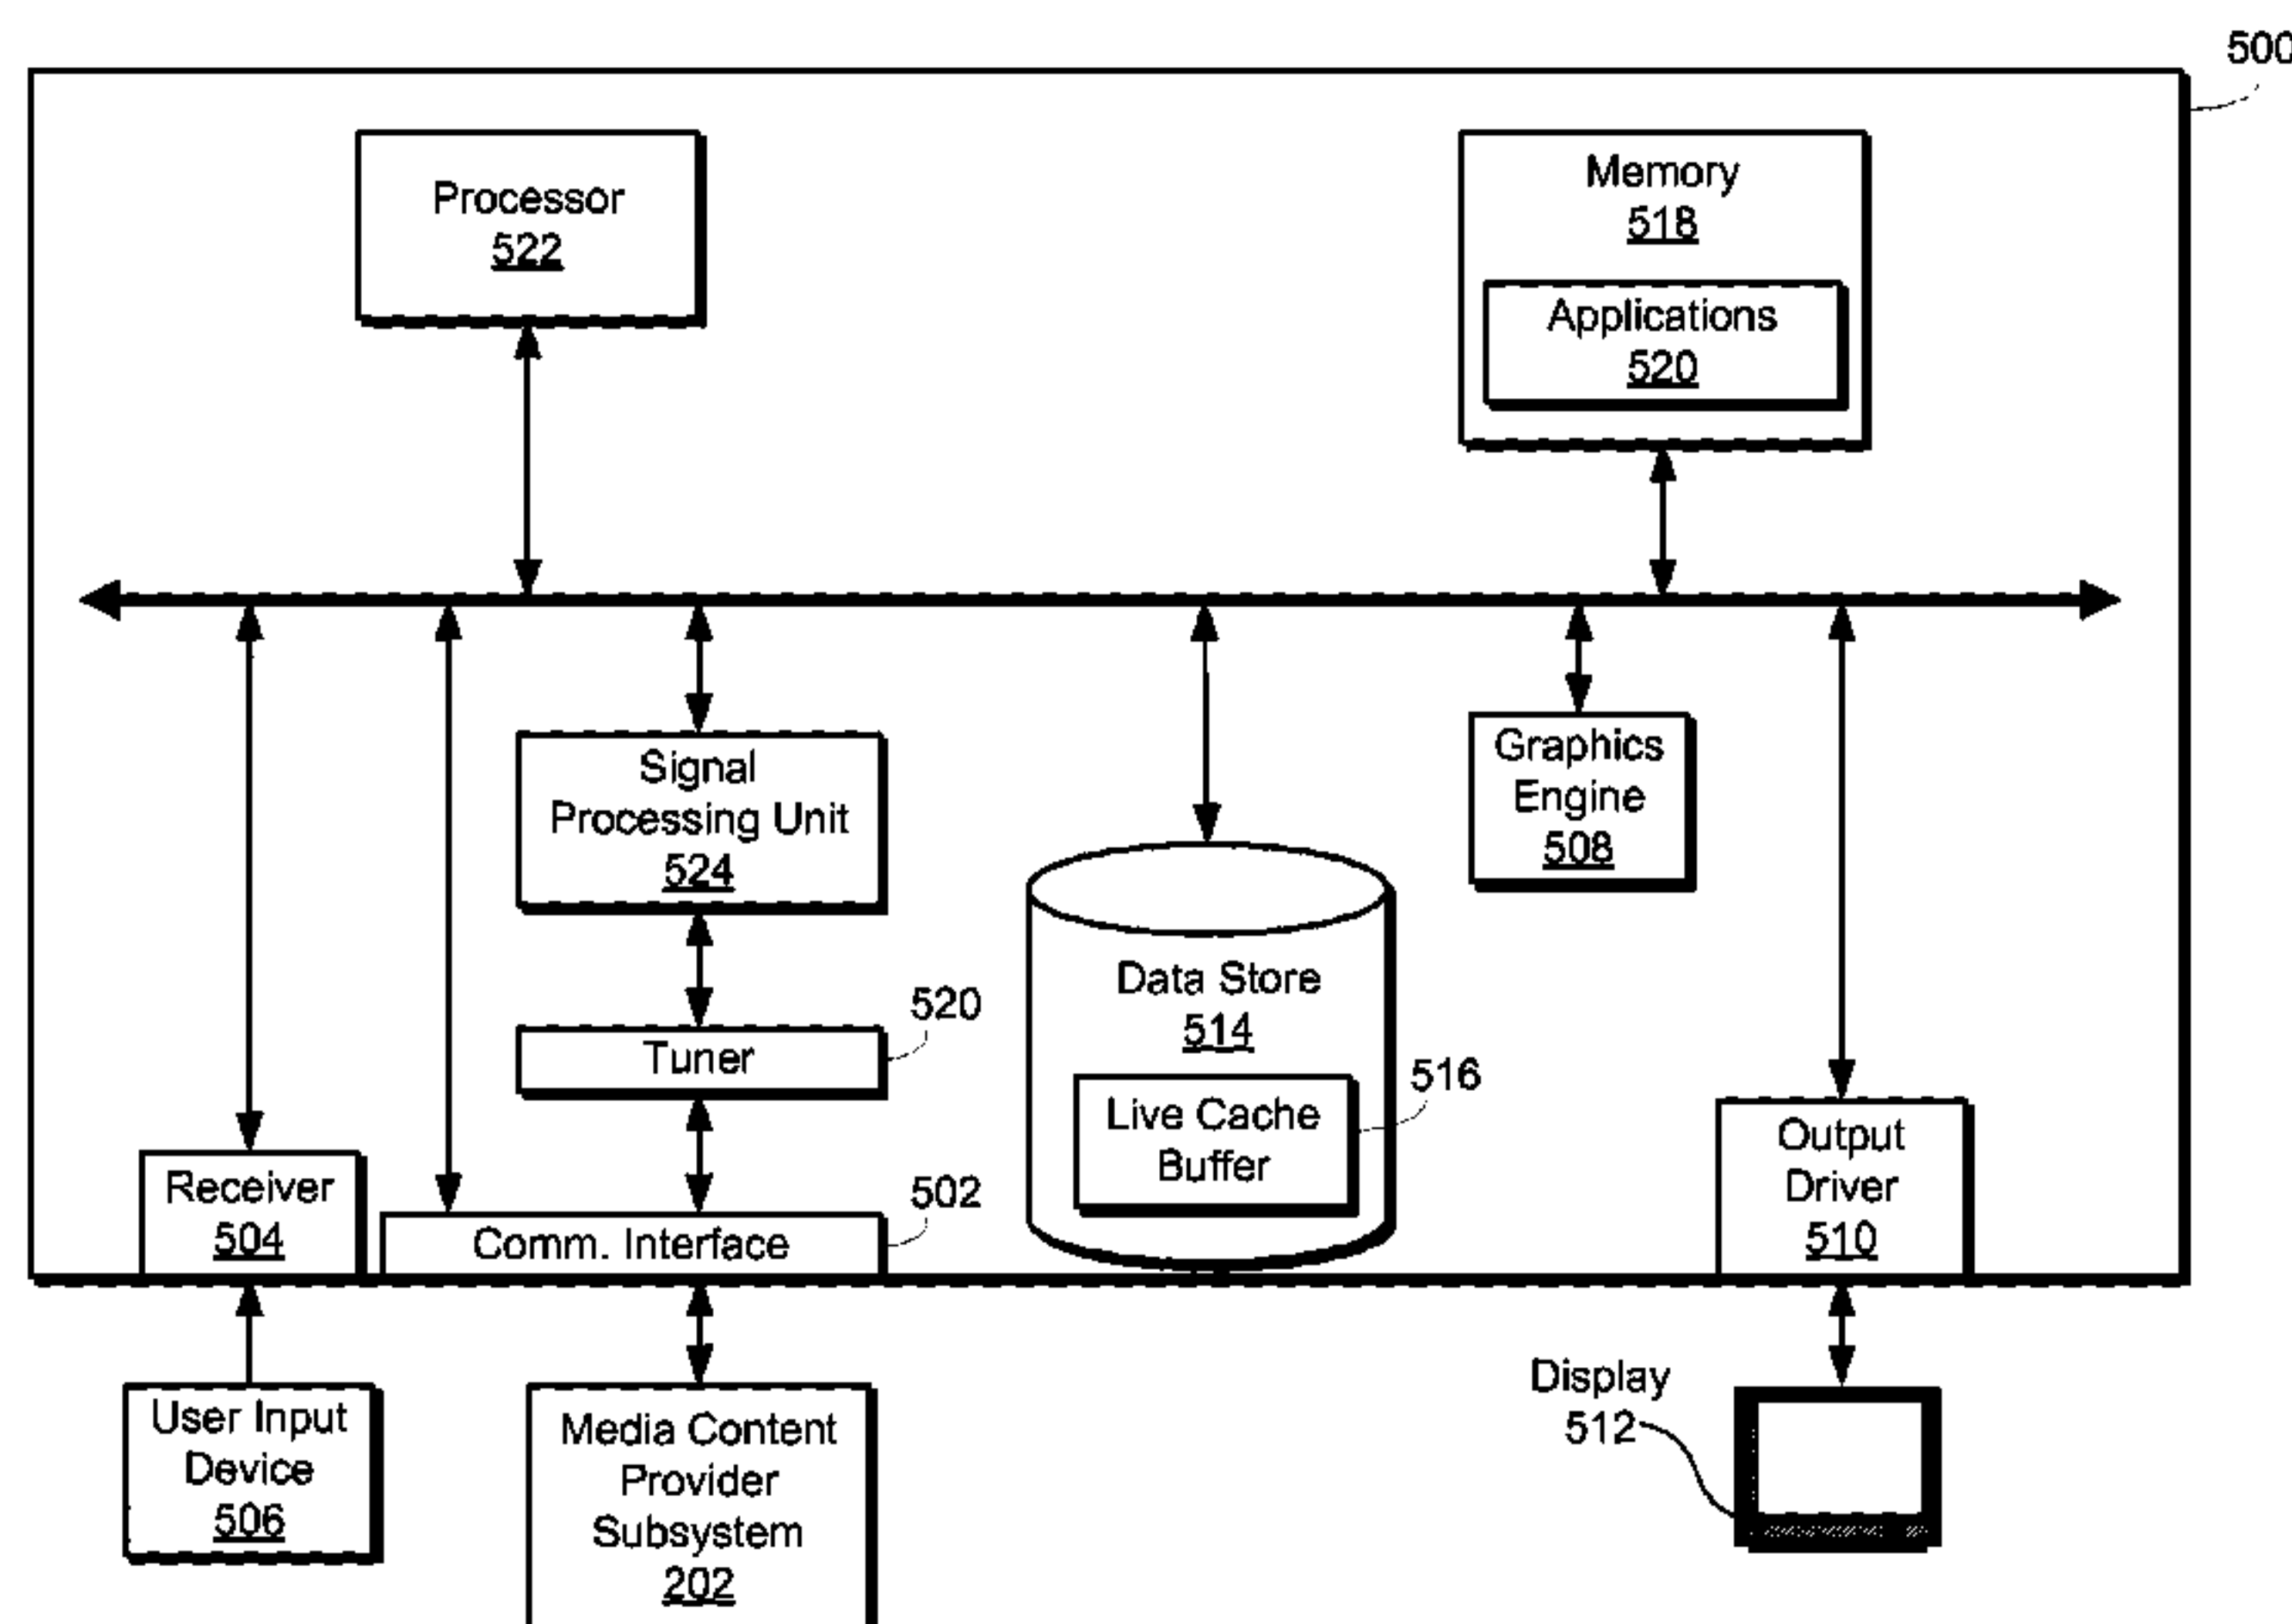 500
Processor
522
Memory
518
Applications
520
Signal
Processing Unit
524
Graphics
Engine
508
Data Store
514
520
Tuner
516
Live Cache
Buffer
Output
Driver
510
Receiver
504
502
Comm. Interface
User Input
Device
506
Media Content
Provider
Subsystem
202
Display
512